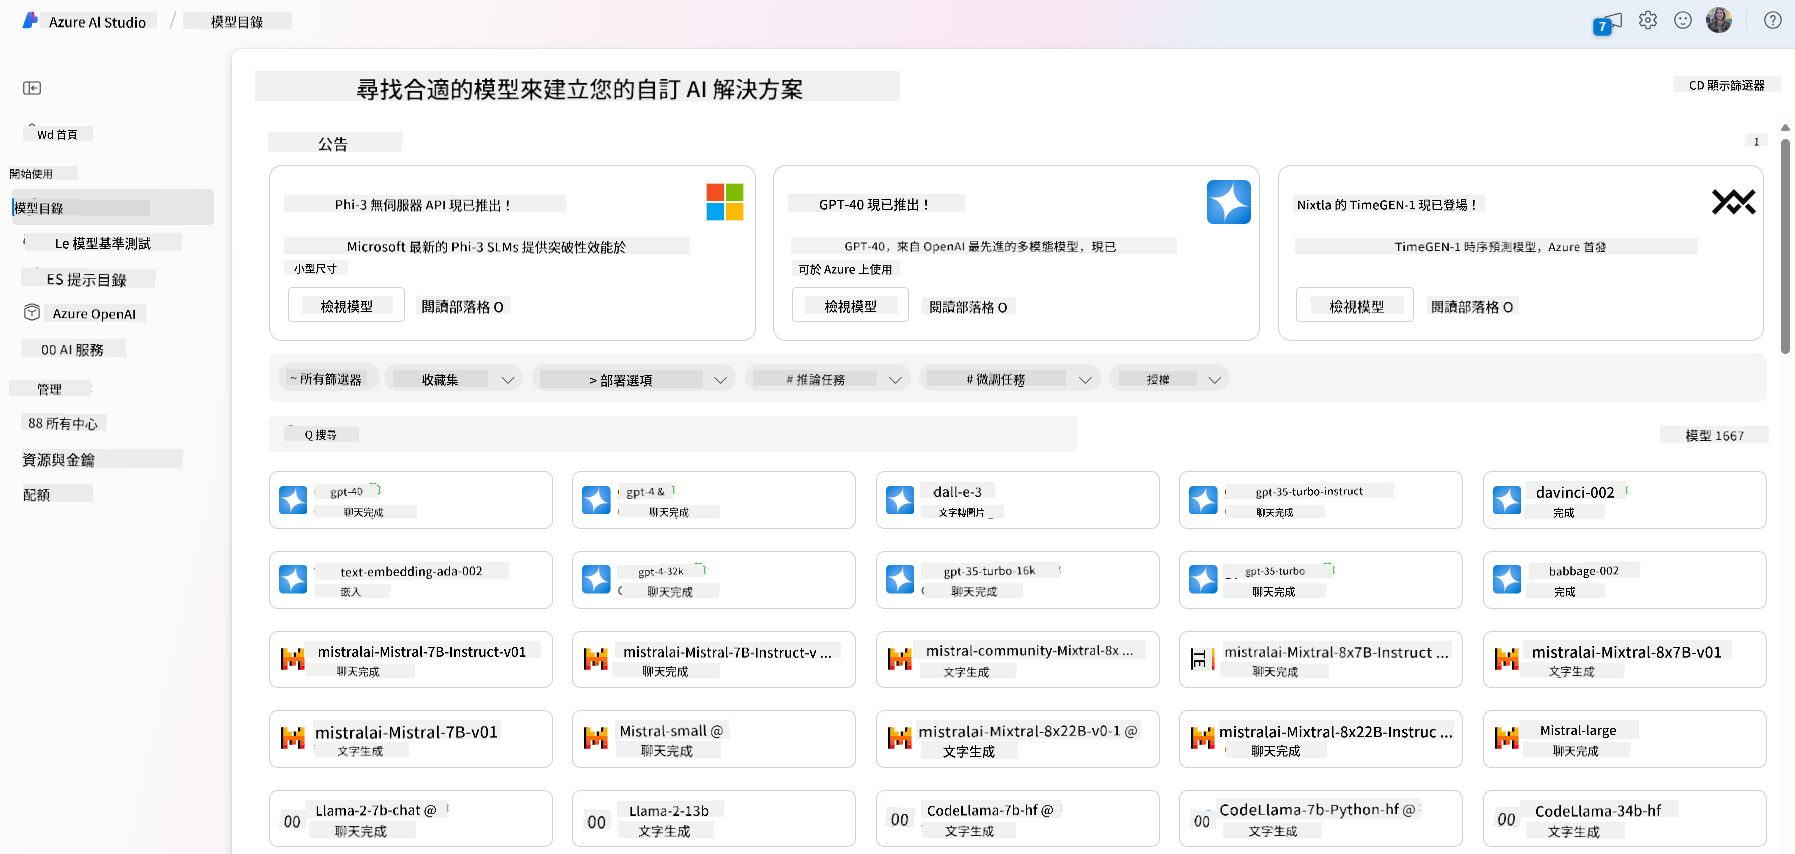 Azure AI Studio / 模型目錄
7
尋找合適的模型來建立您的自訂 AI 解決方案
CD 顯示篩選器
Wd 首頁
開始使用
模型目錄
Le 模型基準測試
ES 提示目錄
Azure OpenAI
00 AI 服務
管理
88 所有中心
資源與金鑰
配額
公告
1
Phi-3 無伺服器 API 現已推出！
Microsoft 最新的 Phi-3 SLMs 提供突破性效能於
小型尺寸
檢視模型 閱讀部落格 O
GPT-40 現已推出！
GPT-40，來自 OpenAI 最先進的多模態模型，現已
可於 Azure 上使用
檢視模型 閱讀部落格 O
Nixtla 的 TimeGEN-1 現已登場！
TimeGEN-1 時序預測模型，Azure 首發
檢視模型 閱讀部落格 O
~ 所有篩選器 收藏集 > 部署選項 # 推論任務 # 微調任務 授權
Q 搜尋
模型 1667
gpt-40
聊天完成
gpt-4 &
聊天完成
dall-e-3
文字轉圖片
gpt-35-turbo-instruct
聊天完成
davinci-002
完成
text-embedding-ada-002
嵌入
gpt-4-32k
聊天完成
gpt-35-turbo-16k
聊天完成
gpt-35-turbo
聊天完成
babbage-002
完成
mistralai-Mistral-7B-Instruct-v01
聊天完成
mistralai-Mistral-7B-Instruct-v ...
聊天完成
mistral-community-Mixtral-8x ...
文字生成
mistralai-Mixtral-8x7B-Instruct ...
聊天完成
mistralai-Mixtral-8x7B-v01
文字生成
mistralai-Mistral-7B-v01
文字生成
Mistral-small @
聊天完成
mistralai-Mixtral-8x22B-v0-1 @
文字生成
mistralai-Mixtral-8x22B-Instruc ...
聊天完成
Mistral-large
聊天完成
00 Llama-2-7b-chat @
聊天完成
00 Llama-2-13b
文字生成
00 CodeLlama-7b-hf @
文字生成
00 CodeLlama-7b-Python-hf @
文字生成
00 CodeLlama-34b-hf
文字生成